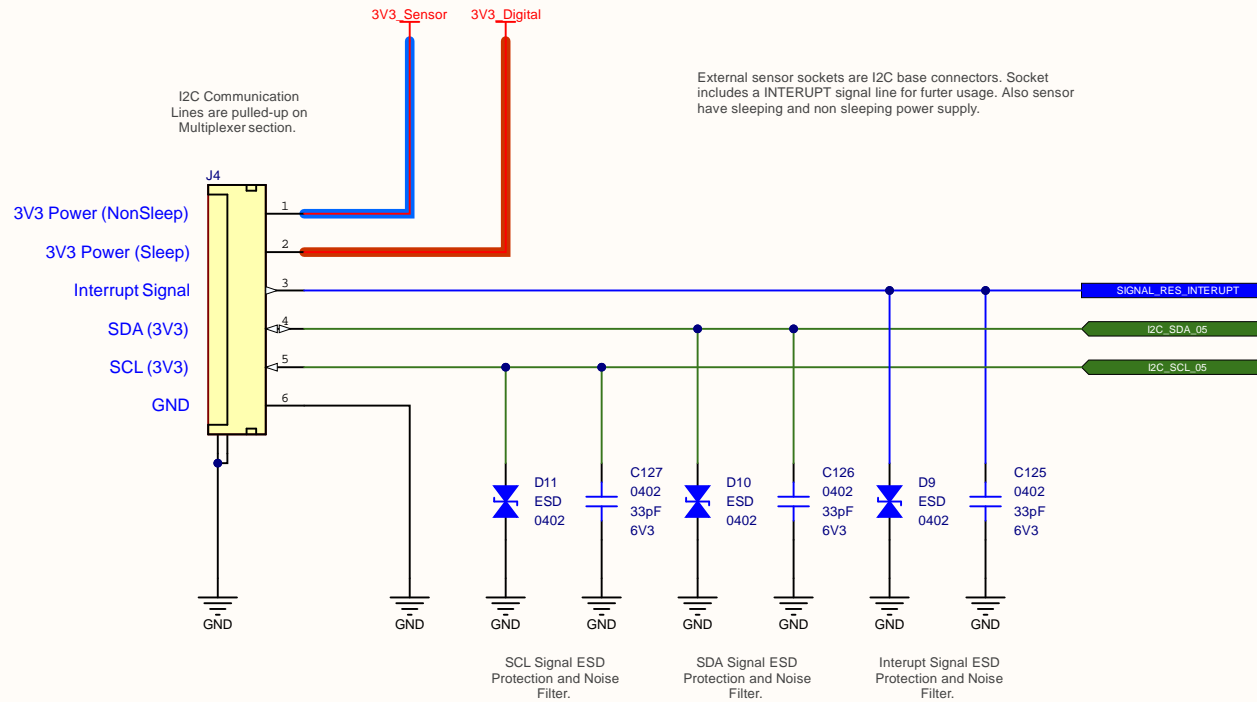 3V3_Sensor
3V3_Digital
I2C Communication
Lines are pulled-up on
Multiplexer section.
External sensor sockets are I2C base connectors. Socket
includes a INTERUPT signal line for furter usage. Also sensor
have sleeping and non sleeping power supply.
J4
3V3 Power (NonSleep)
1
3V3 Power (Sleep)
2
Interrupt Signal
3
SIGNAL_RES_INTERUPT
SDA (3V3)
4
I2C_SDA_05
SCL (3V3)
5
I2C_SCL_05
GND
6
D11
ESD
0402
C127
0402
33pF
6V3
D10
ESD
0402
C126
0402
33pF
6V3
D9
ESD
0402
C125
0402
33pF
6V3
GND
GND
GND
GND
GND
GND
GND
GND
SCL Signal ESD
Protection and Noise
Filter.
SDA Signal ESD
Protection and Noise
Filter.
Interupt Signal ESD
Protection and Noise
Filter.